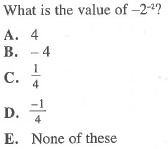 What is the value of –2⁻²?
A. 4
B. – 4
C. 1/4
D. –1/4
E. None of these